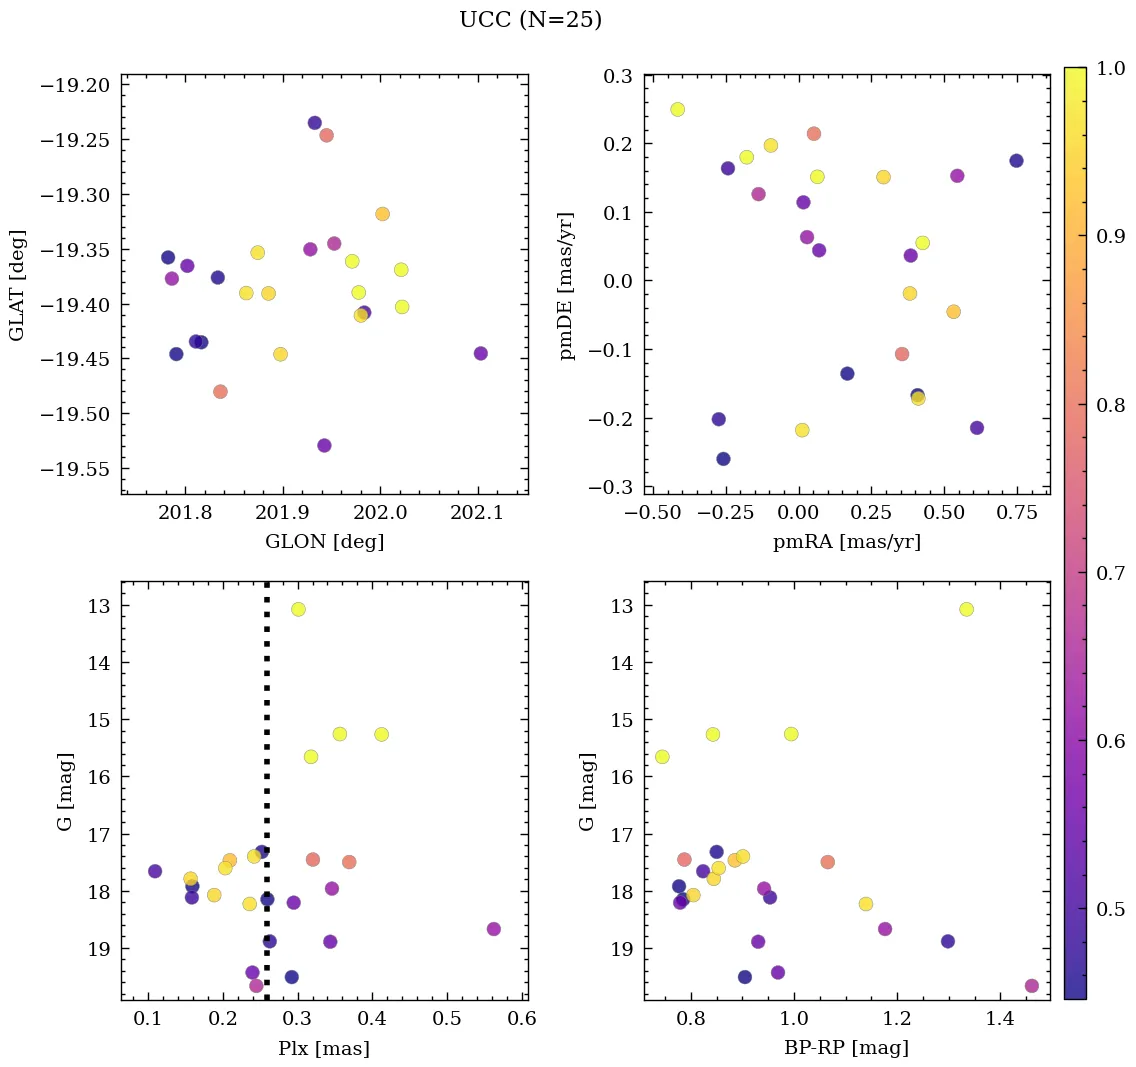 UCC (N=25)
−19.20
−19.25
−19.30
−19.35
−19.40
−19.45
−19.50
−19.55
GLAT [deg]
201.8 201.9 202.0 202.1
GLON [deg]
0.3
0.2
0.1
0.0
−0.1
−0.2
−0.3
pmDE [mas/yr]
−0.50 −0.25 0.00 0.25 0.50 0.75
pmRA [mas/yr]
13
14
15
16
17
18
19
G [mag]
0.1 0.2 0.3 0.4 0.5 0.6
Plx [mas]
13
14
15
16
17
18
19
G [mag]
0.8 1.0 1.2 1.4
BP-RP [mag]
1.0
0.9
0.8
0.7
0.6
0.5